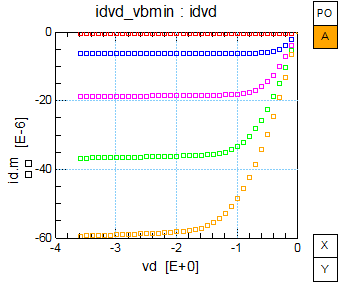 idvd_vbmin : idvd
PO
A
0
-20
-40
-60
id.m [E-6]
-4
-3
-2
-1
0
vd [E+0]
X
Y